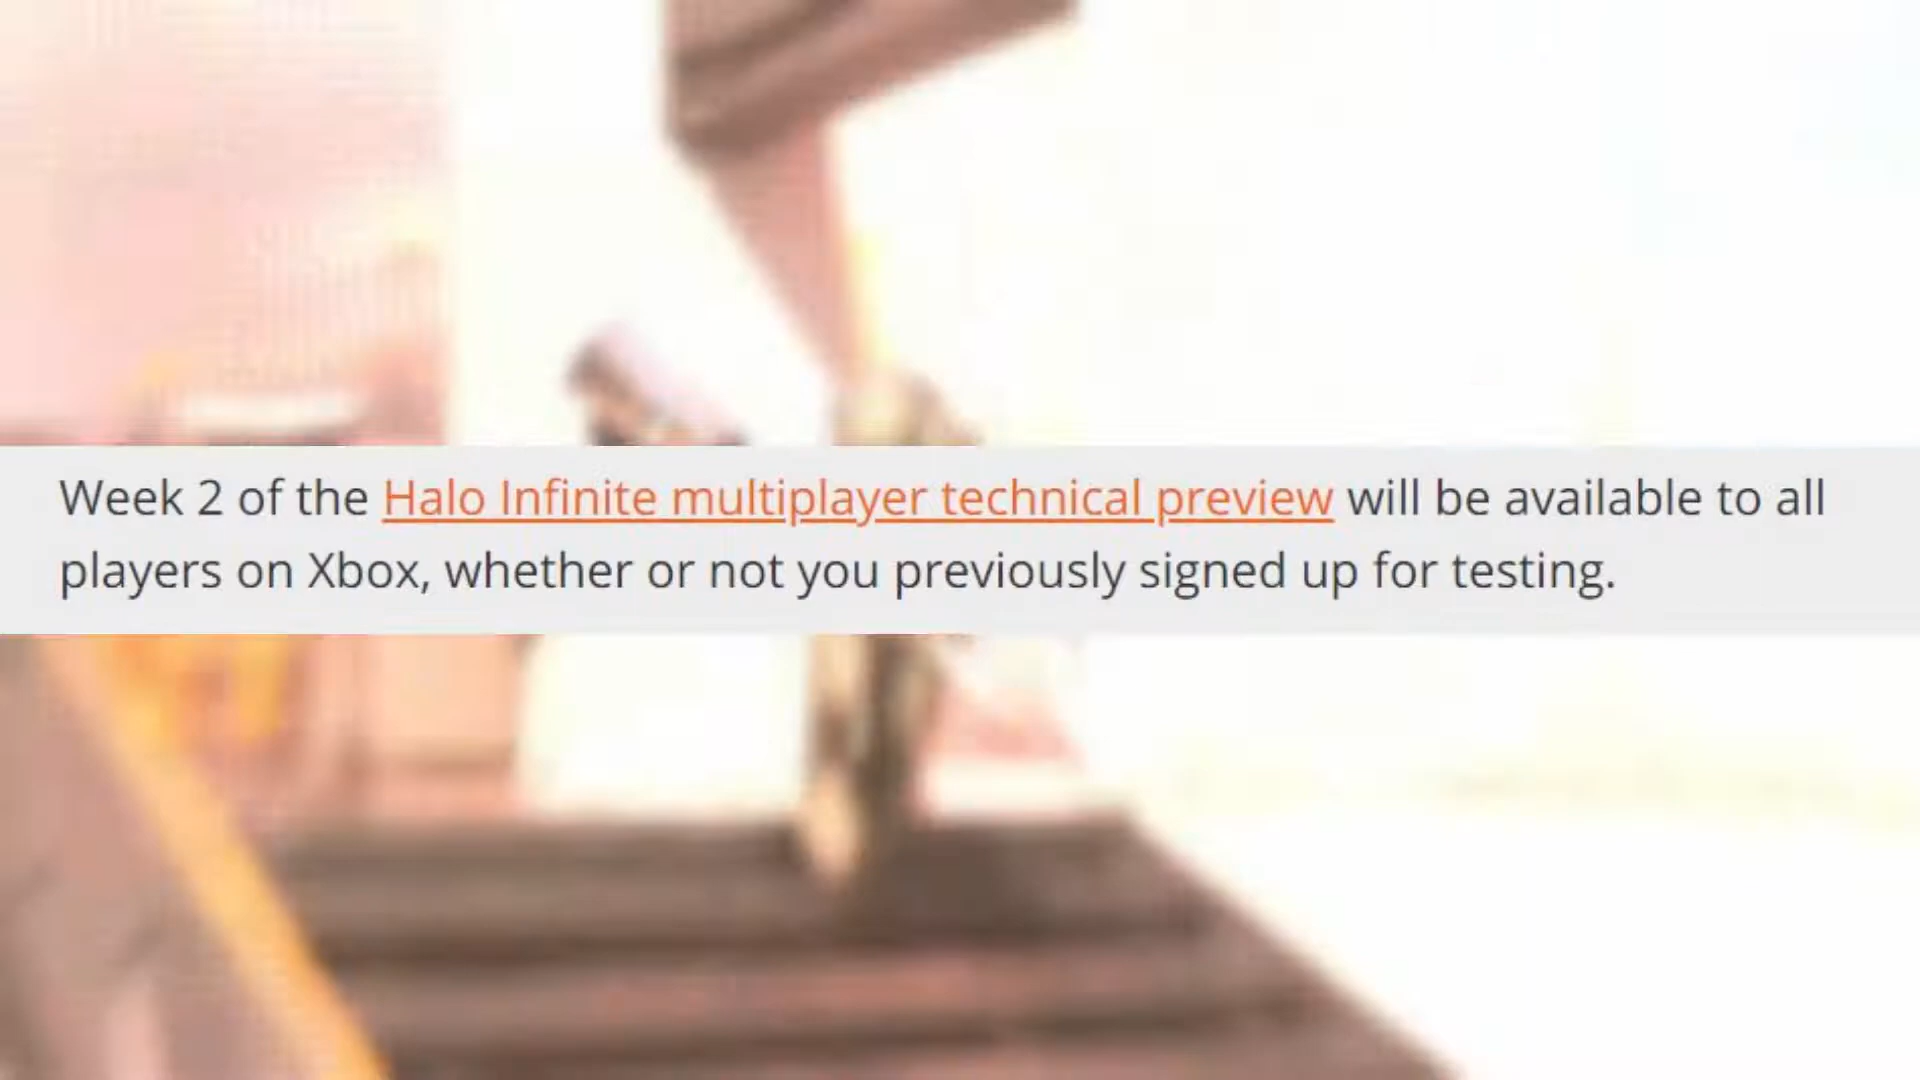 Week 2 of the Halo Infinite multiplayer technical preview will be available to all
players on Xbox, whether or not you previously signed up for testing.